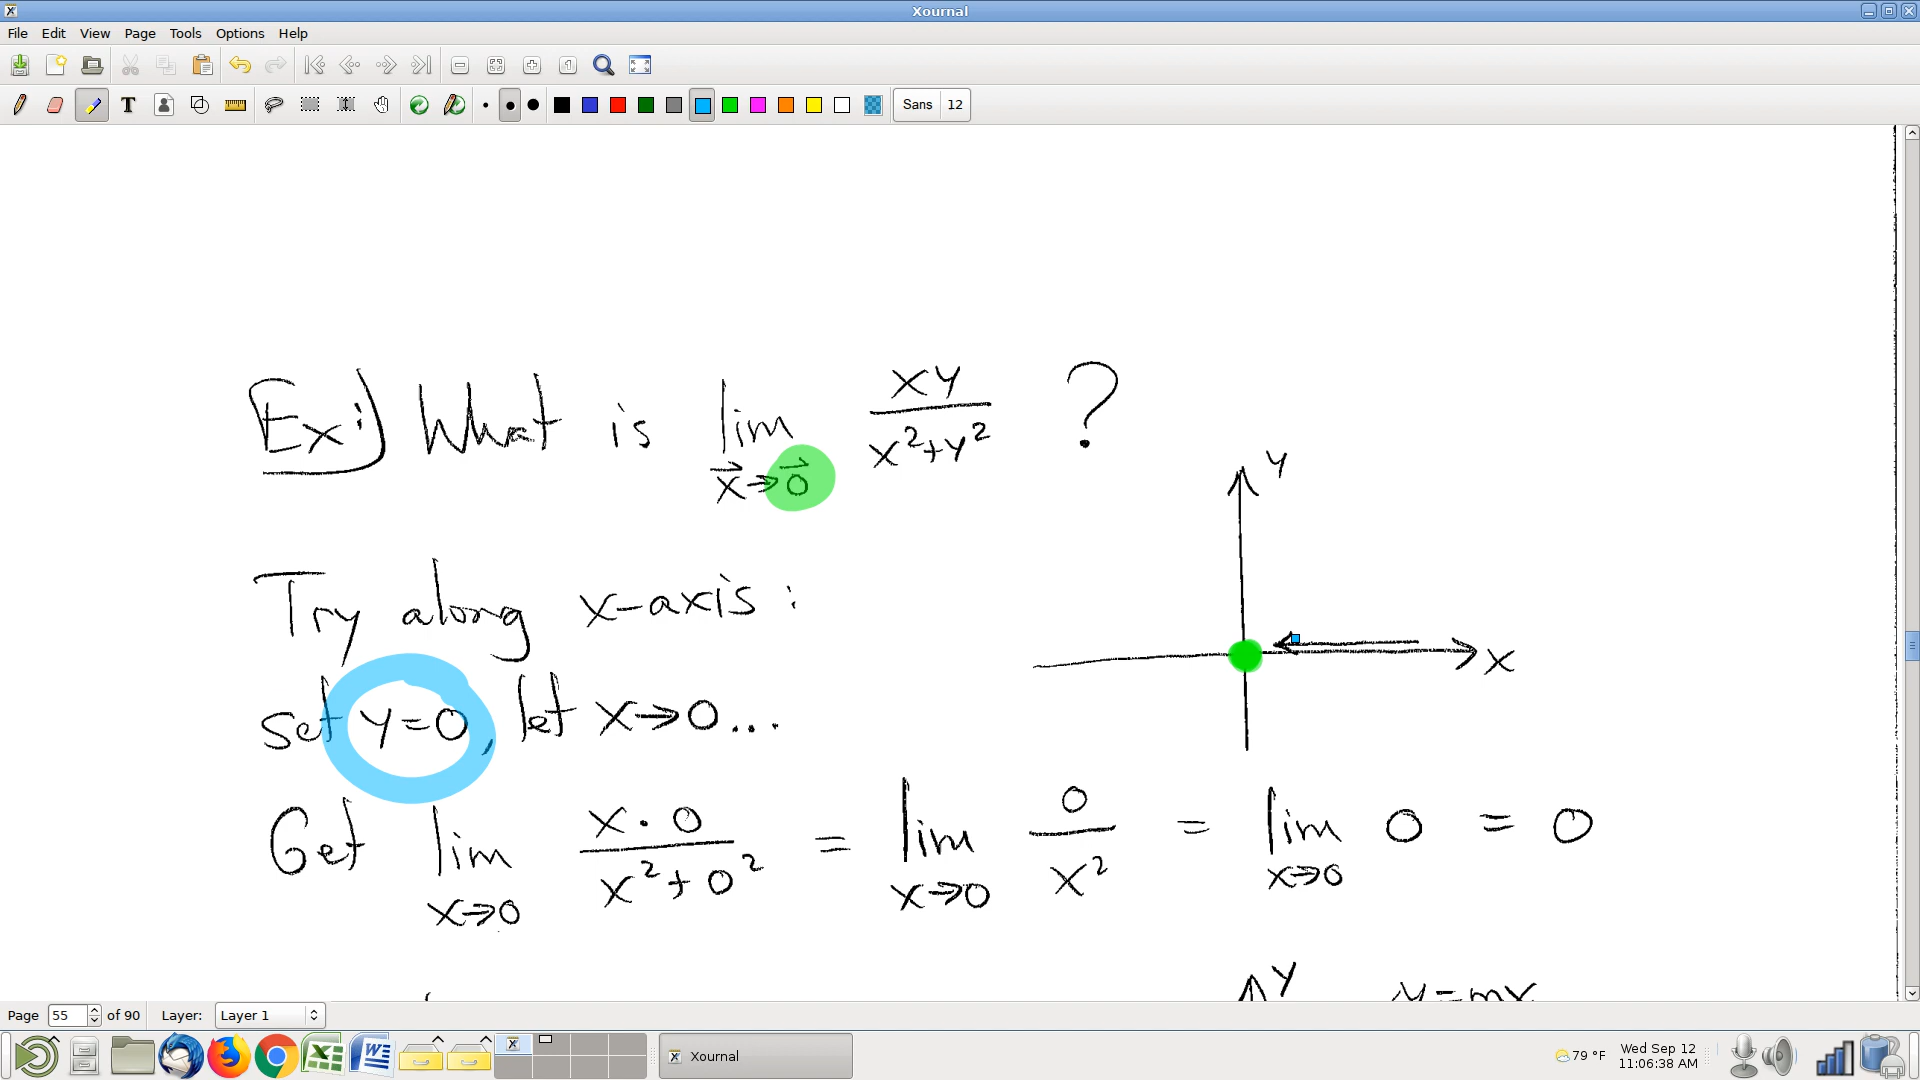 Xournal
File Edit View Page Tools Options Help
Sans 12
Ex:) What is lim x⃗→0⃗ xy/(x²+y²) ?
y
Try along x-axis:
x
set y=0, let x→0...
Get lim x→0 (x·0)/(x²+0²) = lim x→0 0/x² = lim x→0 0 = 0
y y=mx
Page 55 of 90 Layer: Layer 1
Xournal
79 °F Wed Sep 12
11:06:38 AM